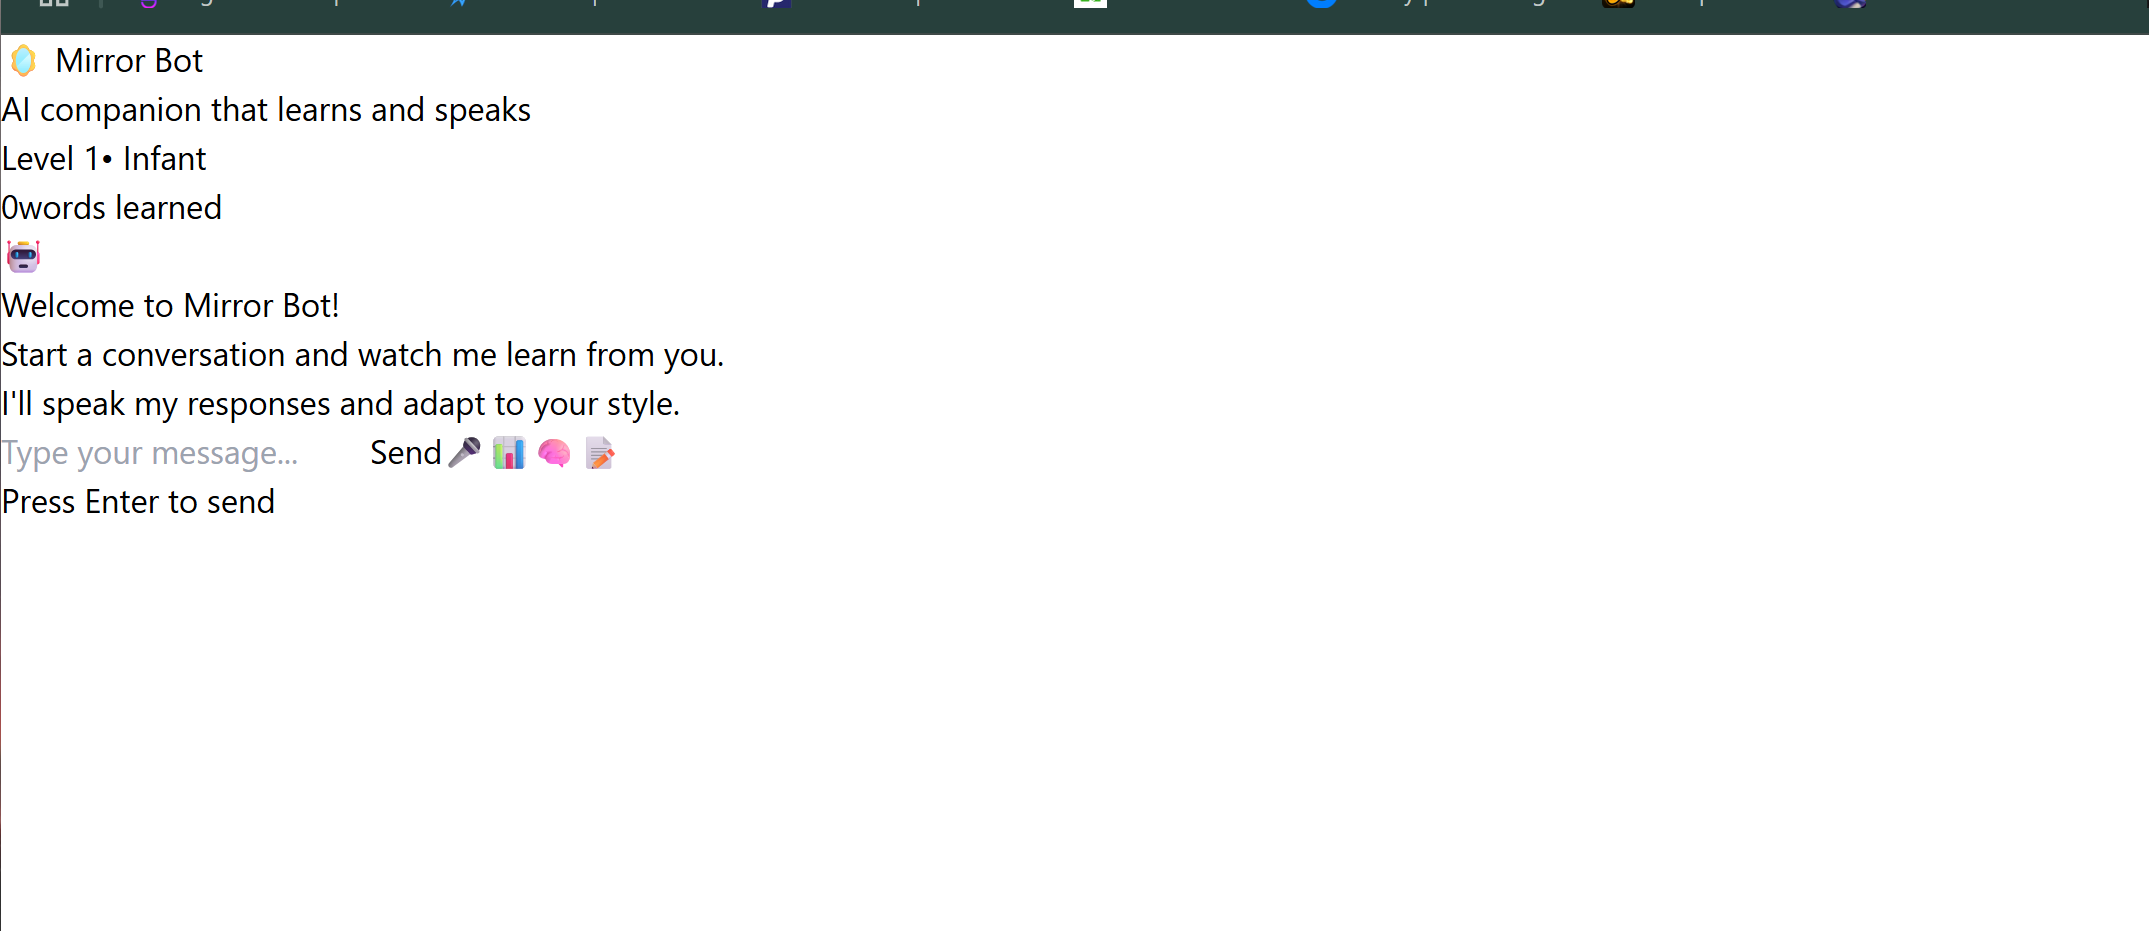 Mirror Bot
AI companion that learns and speaks
Level 1• Infant
0words learned
Welcome to Mirror Bot!
Start a conversation and watch me learn from you.
I'll speak my responses and adapt to your style.
Type your message... Send
Press Enter to send